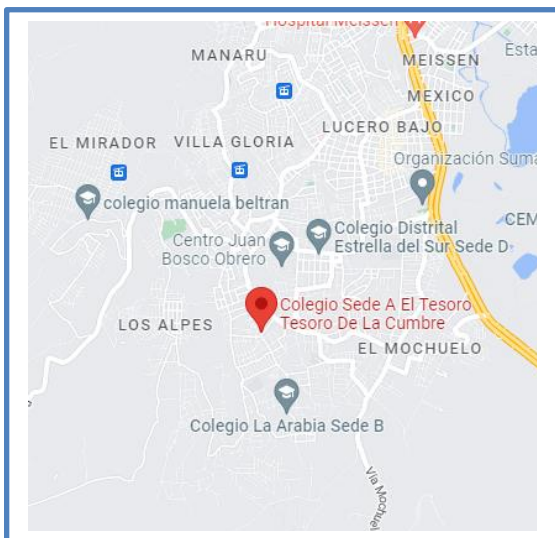 Hospital Meissen
MANARU
MEISSEN
Esta
MEXICO
EL MIRADOR
VILLA GLORIA
LUCERO BAJO
Organización Suma
colegio manuela beltran
Colegio Distrital
Estrella del Sur Sede D
CEM
Centro Juan
Bosco Obrero
Colegio Sede A El Tesoro
Tesoro De La Cumbre
LOS ALPES
EL MOCHUELO
Colegio La Arabia Sede B
Vía Mochuel